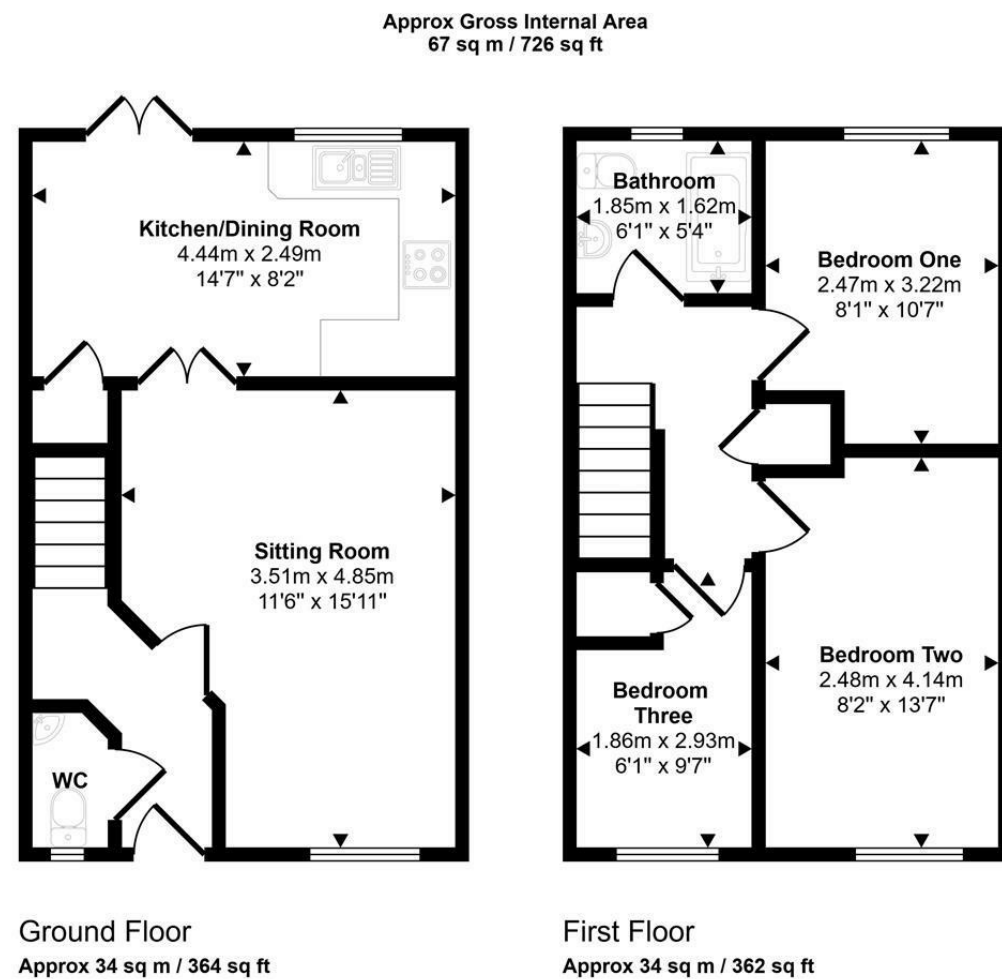 Approx Gross Internal Area
67 sq m / 726 sq ft
Kitchen/Dining Room
4.44m x 2.49m
14'7" x 8'2"
Sitting Room
3.51m x 4.85m
11'6" x 15'11"
WC
Ground Floor
Approx 34 sq m / 364 sq ft
Bathroom
1.85m x 1.62m
6'1" x 5'4"
Bedroom One
2.47m x 3.22m
8'1" x 10'7"
Bedroom Two
2.48m x 4.14m
8'2" x 13'7"
Bedroom
Three
1.86m x 2.93m
6'1" x 9'7"
First Floor
Approx 34 sq m / 362 sq ft